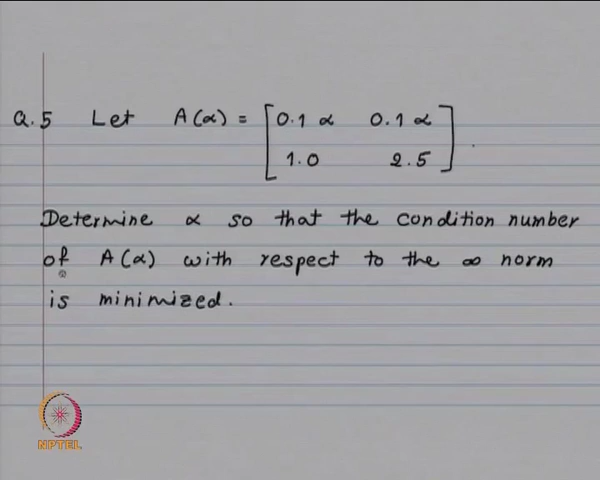 Q.5 Let A(α) = [0.1 α 0.1 α
1.0 2.5].
Determine α so that the condition number
of A(α) with respect to the ∞ norm
is minimized.
NPTEL